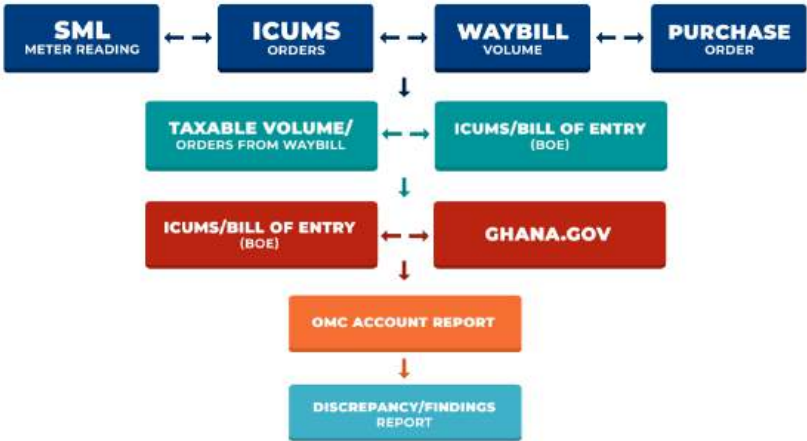 SML
METER READING
ICUMS
ORDERS
WAYBILL
VOLUME
PURCHASE
ORDER
TAXABLE VOLUME/
ORDERS FROM WAYBILL
ICUMS/BILL OF ENTRY
(BOE)
ICUMS/BILL OF ENTRY
(BOE)
GHANA.GOV
OMC ACCOUNT REPORT
DISCREPANCY/FINDINGS
REPORT